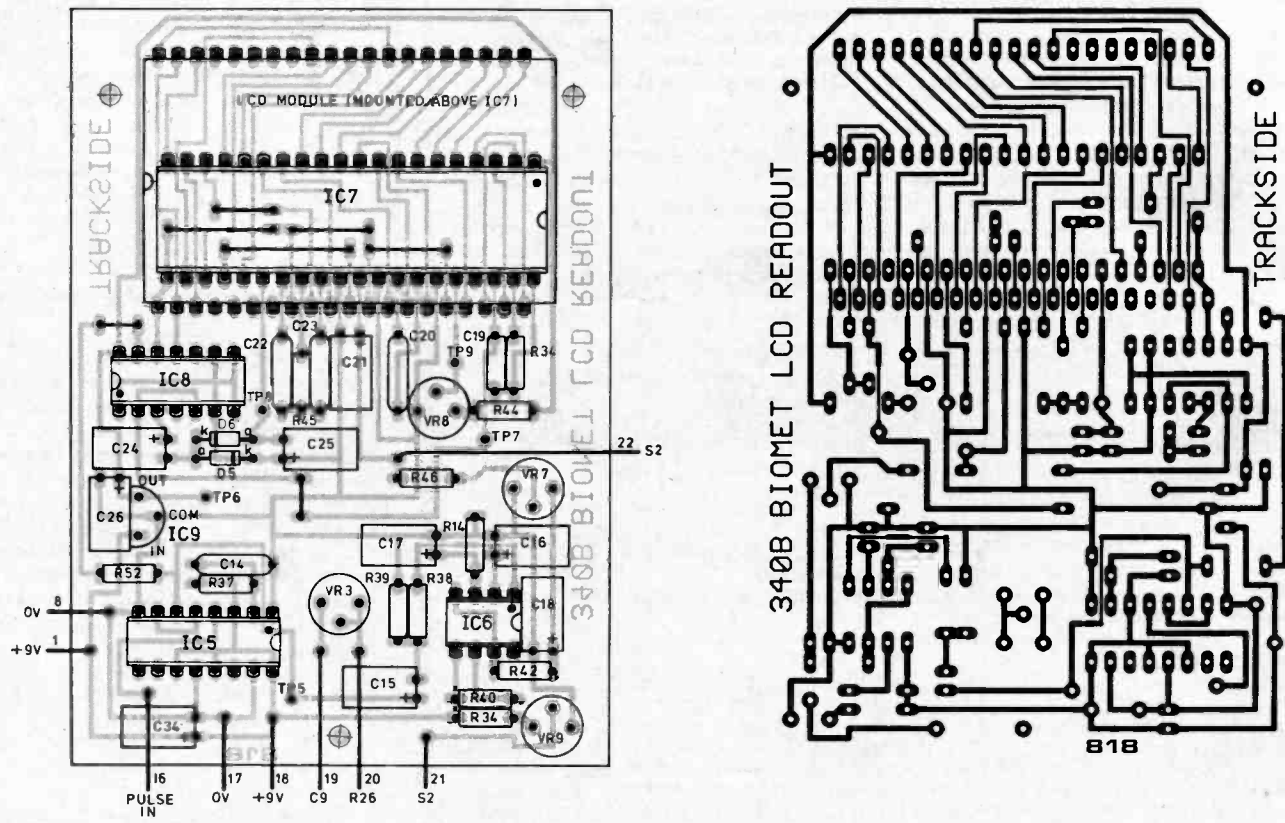 LCD MODULE (MOUNTED ABOVE IC7)
TRACKSIDE
IC7
340B BIOMET LCD READOUT
C23
C22
C21
C20
C19
R34
TP9
IC8
TP8
R45
VR8
R44
TP7
k D6 a
C24 +
a D5 k
C25
+
22
S2
R46
VR7
OUT
TP6
C26
+
COM
IC9
IN
R14
C17
+
C16
+
R52
C14
R37
R39
R38
VR3
C18
+
8
0V
1
+9V
IC5
IC6
R42
TP5
C15
+
R40
R34
VR9
C34
+
818
16
PULSE
IN
17
0V
18
+9V
19
C9
20
R26
21
S2
340B BIOMET LCD READOUT
TRACKSIDE
818